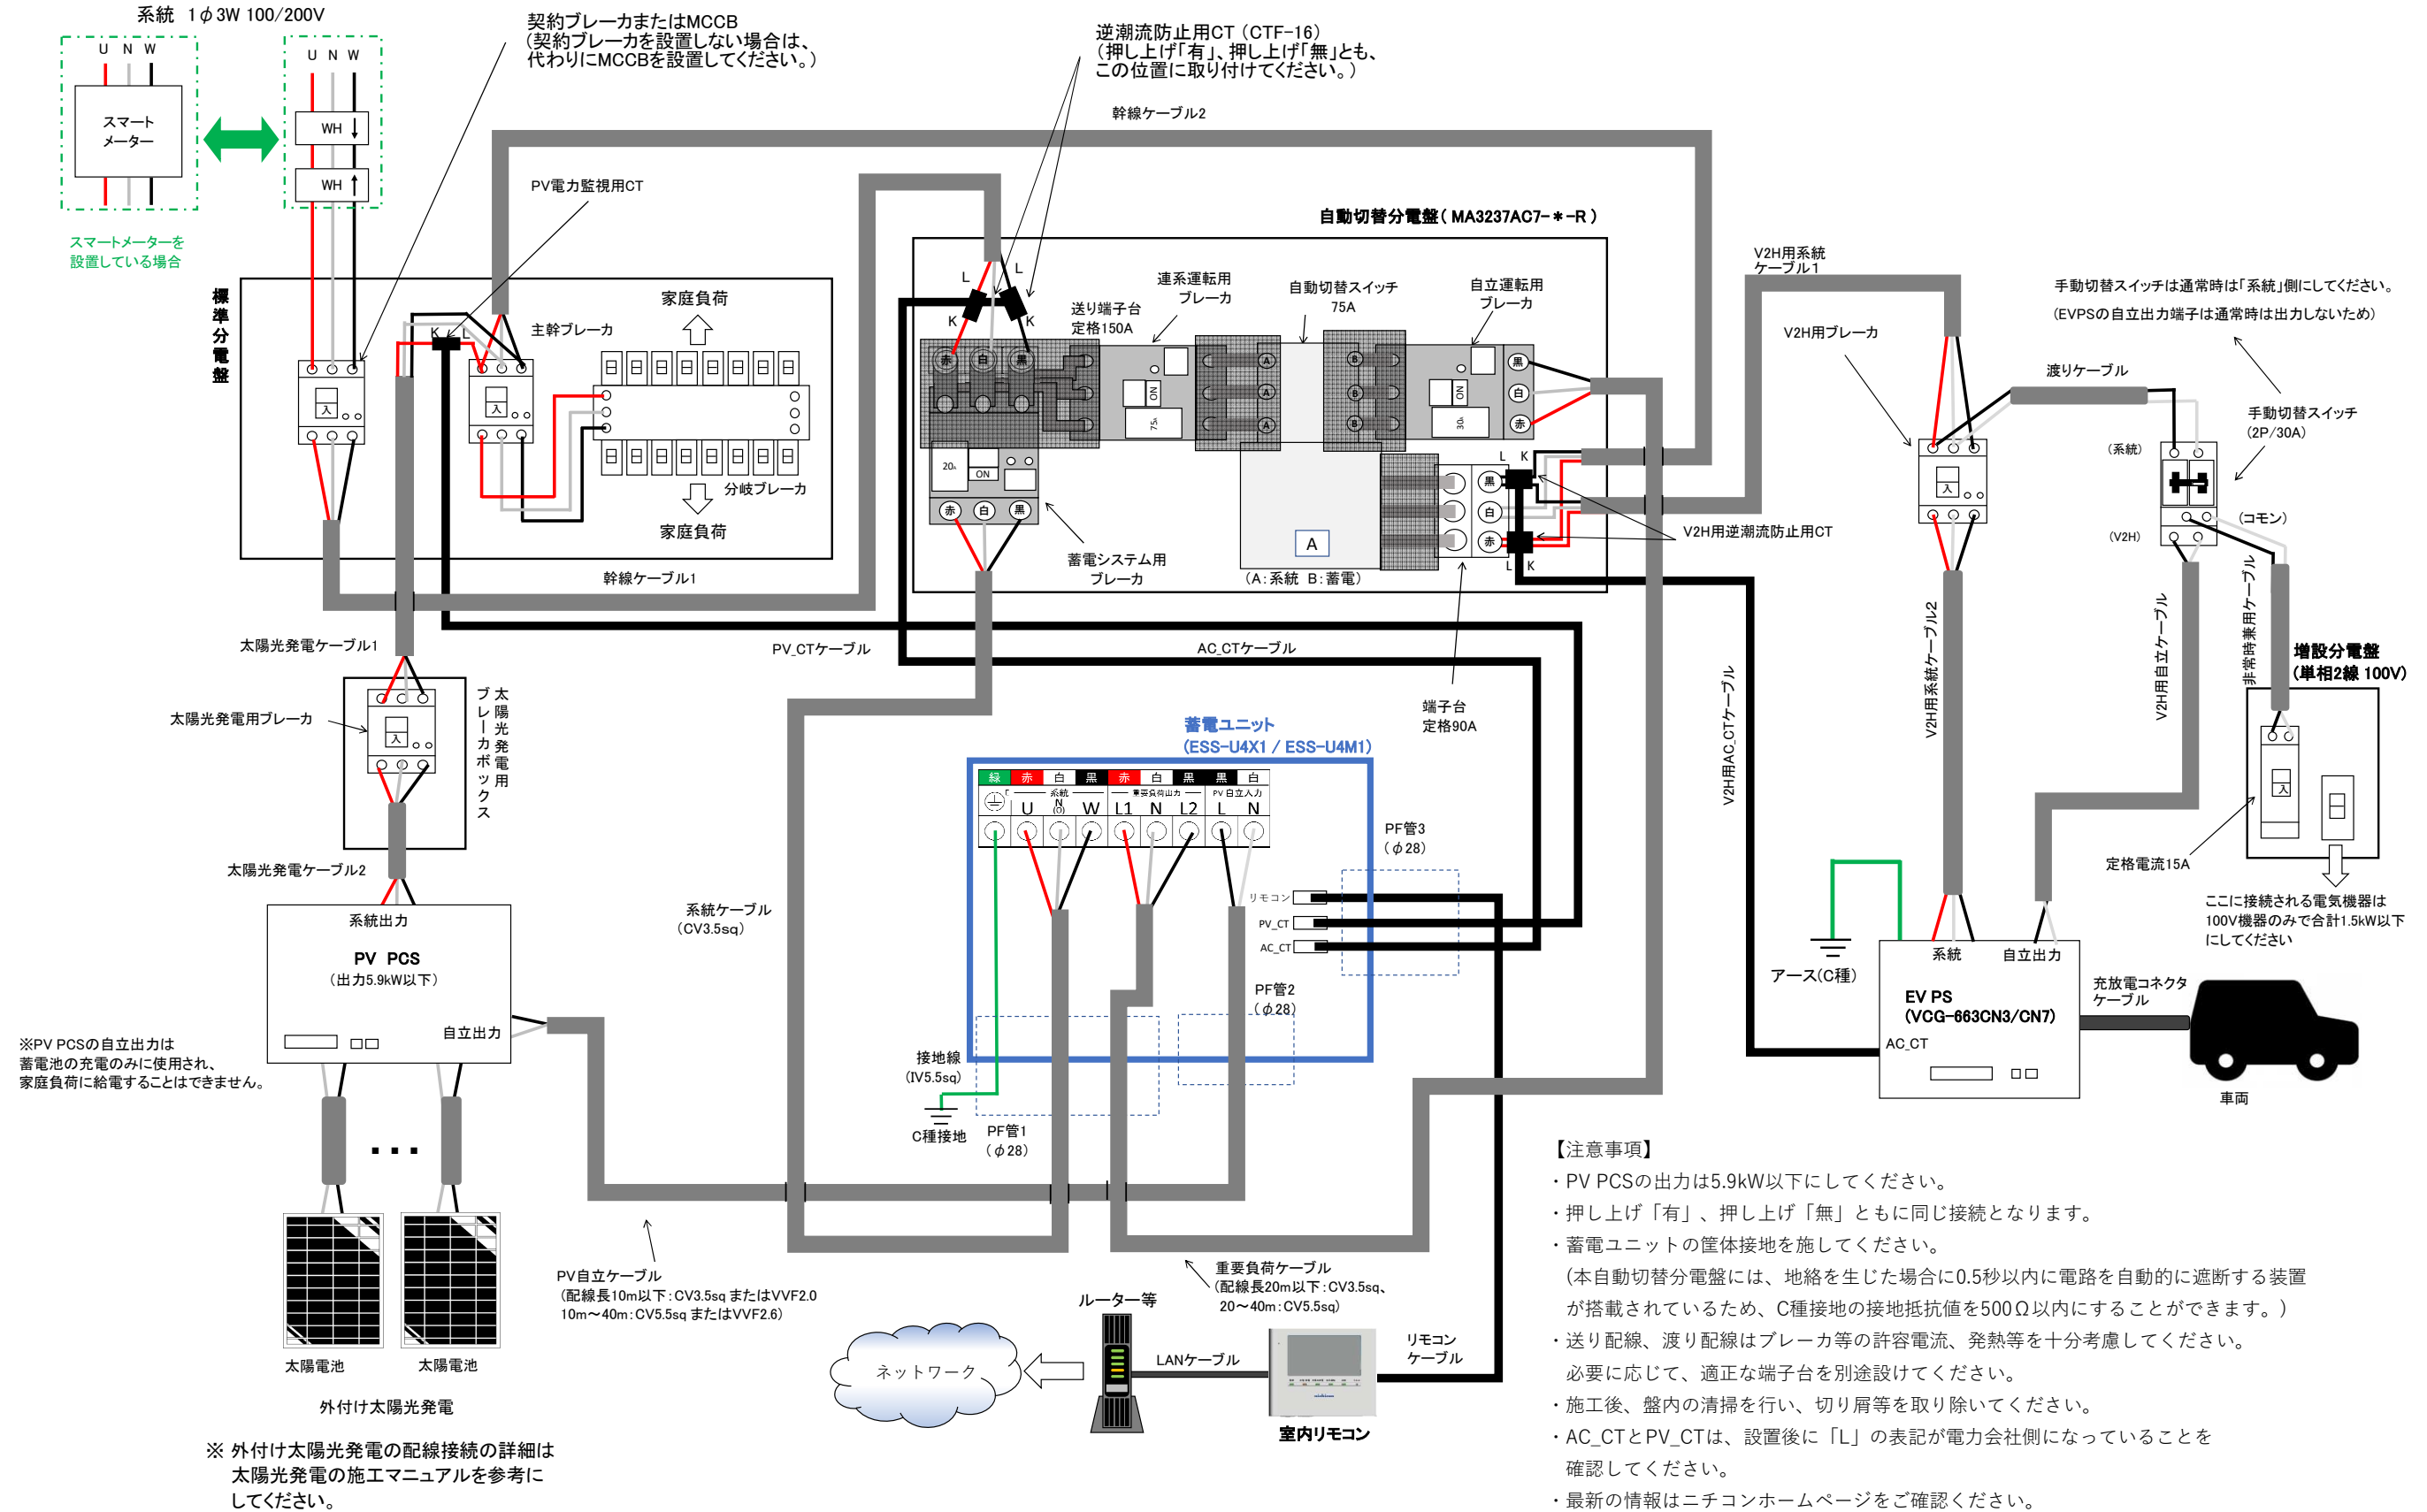 系統 1φ3W 100/200V
U N W
スマート
メーター
スマートメーターを
設置している場合
U N W
WH
WH
契約ブレーカまたはMCCB
（契約ブレーカを設置しない場合は、
代わりにMCCBを設置してください。）
逆潮流防止用CT（CTF-16）
（押し上げ「有」、押し上げ「無」とも、
この位置に取り付けてください。）
幹線ケーブル2
PV電力監視用CT
標準分電盤
K L
主幹ブレーカ
家庭負荷
入
入
分岐ブレーカ
家庭負荷
幹線ケーブル1
自動切替分電盤（ MA3237AC7-＊-R ）
L
L
K
K
送り端子台
定格150A
連系運転用
ブレーカ
自動切替スイッチ
75A
自立運転用
ブレーカ
赤 白 黒
ON
75A
A
A
A
B
B
B
ON
30A
黒
白
赤
20A
ON
赤 白 黒
蓄電システム用
ブレーカ
A
（A：系統 B：蓄電）
L K
黒
白
赤
L K
V2H用逆潮流防止用CT
端子台
定格90A
V2H用系統
ケーブル1
手動切替スイッチは通常時は「系統」側にしてください。
（EVPSの自立出力端子は通常時は出力しないため）
V2H用ブレーカ
渡りケーブル
手動切替スイッチ
（2P/30A）
（系統）
入
（コモン）
（V2H）
V2H用系統ケーブル2
V2H用自立ケーブル
非常時兼用ケーブル
増設分電盤
（単相2線 100V）
入
定格電流15A
ここに接続される電気機器は
100V機器のみで合計1.5kW以下
にしてください
V2H用AC_CTケーブル
アース(C種)
系統
自立出力
EV PS
(VCG-663CN3/CN7)
AC_CT
充放電コネクタ
ケーブル
車両
太陽光発電ケーブル1
PV_CTケーブル
AC_CTケーブル
太陽光発電用ブレーカ
入
太陽光発電用
ブレーカボックス
太陽光発電ケーブル2
系統出力
PV PCS
（出力5.9kW以下）
自立出力
※PV PCSの自立出力は
蓄電池の充電のみに使用され、
家庭負荷に給電することはできません。
太陽電池
太陽電池
外付け太陽光発電
※ 外付け太陽光発電の配線接続の詳細は
太陽光発電の施工マニュアルを参考に
してください。
系統ケーブル
（CV3.5sq）
蓄電ユニット
(ESS-U4X1 / ESS-U4M1)
緑 赤 白 黒 赤 白 黒 黒 白
系統
重要負荷出力
PV 自立入力
U N(O) W L1 N L2 L N
リモコン
PV_CT
AC_CT
PF管3
（φ28）
PF管2
（φ28）
接地線
（IV5.5sq）
C種接地
PF管1
（φ28）
PV自立ケーブル
（配線長10m以下：CV3.5sq またはVVF2.0
10m～40m：CV5.5sq またはVVF2.6）
重要負荷ケーブル
（配線長20m以下：CV3.5sq、
20～40m：CV5.5sq）
ルーター等
ネットワーク
LANケーブル
リモコン
ケーブル
室内リモコン
【注意事項】
・PV PCSの出力は5.9kW以下にしてください。
・押し上げ「有」、押し上げ「無」ともに同じ接続となります。
・蓄電ユニットの筐体接地を施してください。
(本自動切替分電盤には、地絡を生じた場合に0.5秒以内に電路を自動的に遮断する装置
が搭載されているため、C種接地の接地抵抗値を500Ω以内にすることができます。)
・送り配線、渡り配線はブレーカ等の許容電流、発熱等を十分考慮してください。
必要に応じて、適正な端子台を別途設けてください。
・施工後、盤内の清掃を行い、切り屑等を取り除いてください。
・AC_CTとPV_CTは、設置後に「L」の表記が電力会社側になっていることを
確認してください。
・最新の情報はニチコンホームページをご確認ください。